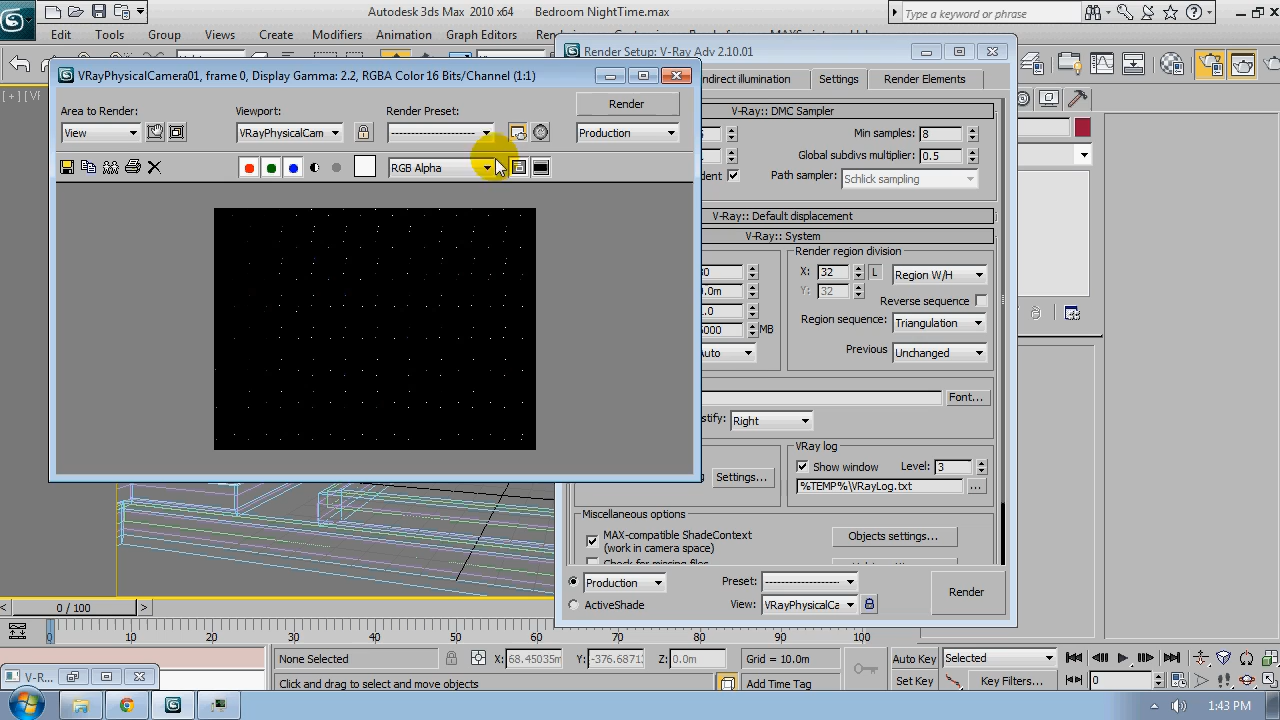 Autodesk 3ds Max 2010 x64 Bedroom NightTime.max
Type a keyword or phrase
Edit Tools Group Views Create Modifiers Animation Graph Editors
Render Setup: V-Ray Adv 2.10.01
VRayPhysicalCamera01, frame 0, Display Gamma: 2.2, RGBA Color 16 Bits/Channel (1:1)
ndirect illumination Settings Render Elements
Area to Render: Viewport: Render Preset: Render
View VRayPhysicalCam Production
RGB Alpha
V-Ray:: DMC Sampler
Min samples: 8
Global subdivs multiplier: 0.5
dent Path sampler: Schlick sampling
V-Ray:: Default displacement
V-Ray:: System
Render region division
X: 32 L Region W/H
Y: 32
Reverse sequence
Region sequence: Triangulation
MB
Auto Previous Unchanged
Font...
stify: Right
VRay log
Show window Level: 3
Settings... %TEMP%\VRayLog.txt ...
Miscellaneous options
MAX-compatible ShadeContext
(work in camera space)
Objects settings...
Check for missing files
Production Preset:
ActiveShade View: VRayPhysicalCa
Render
0 / 100
0 10 20 30 40 50 60 70 80 90 100
None Selected X: 68.45035m Y: -376.6871 Z: 0.0m Grid = 10.0m Auto Key Selected
Click and drag to select and move objects Add Time Tag Set Key Key Filters... 0
V-R...
1:43 PM